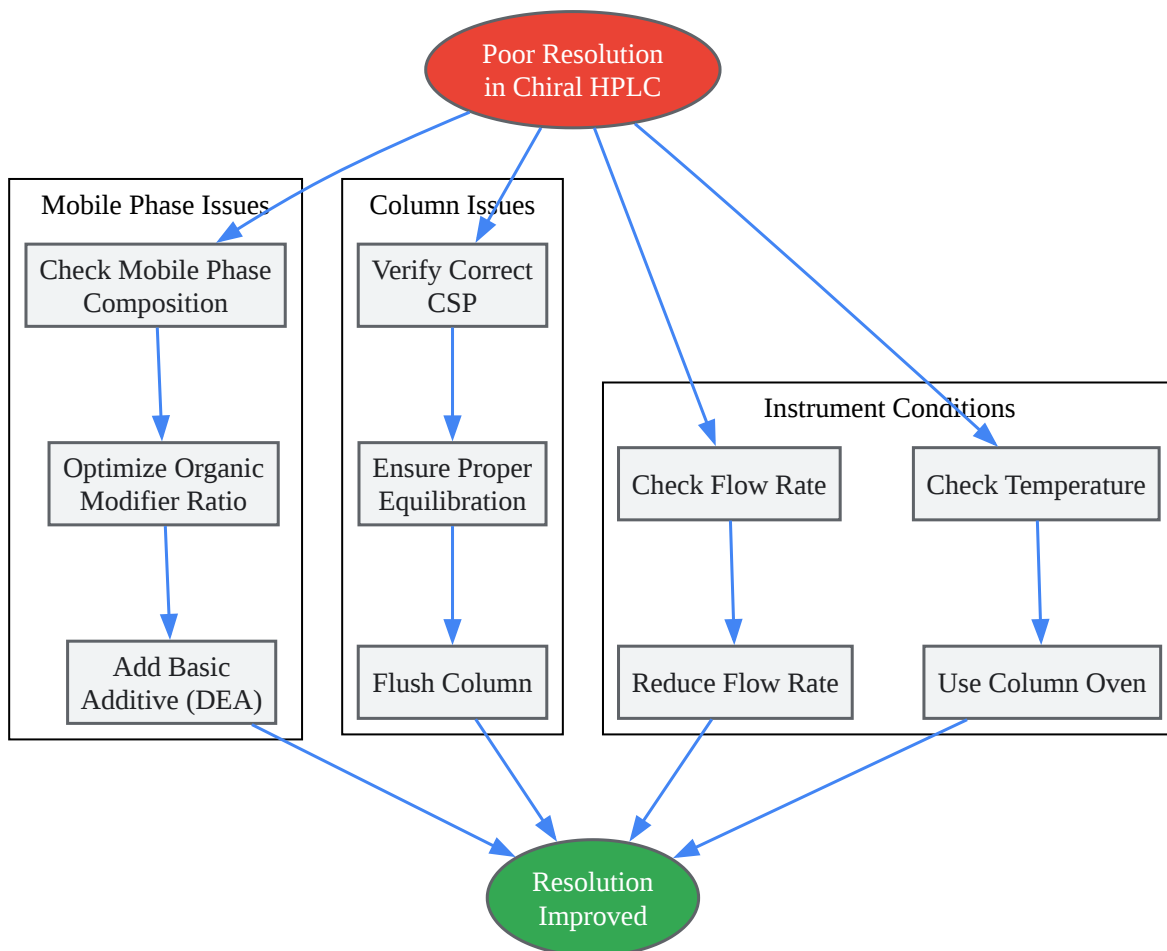 Poor Resolution
in Chiral HPLC
Mobile Phase Issues
Check Mobile Phase
Composition
Optimize Organic
Modifier Ratio
Add Basic
Additive (DEA)
Column Issues
Verify Correct
CSP
Ensure Proper
Equilibration
Flush Column
Instrument Conditions
Check Flow Rate
Check Temperature
Reduce Flow Rate
Use Column Oven
Resolution
Improved